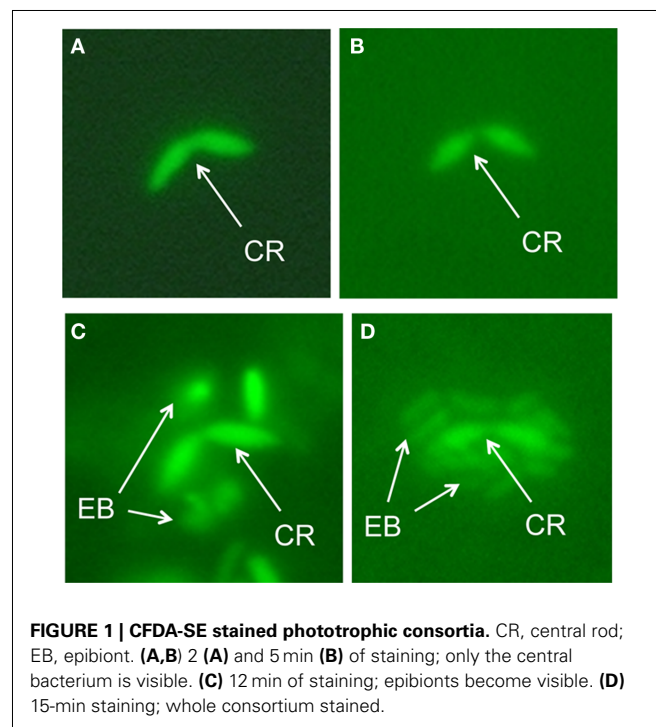 A
B
CR
CR
C
D
EB
CR
EB
CR
FIGURE 1 | CFDA-SE stained phototrophic consortia. CR, central rod;
EB, epibiont. (A,B) 2 (A) and 5 min (B) of staining; only the central
bacterium is visible. (C) 12 min of staining; epibionts become visible. (D)
15-min staining; whole consortium stained.